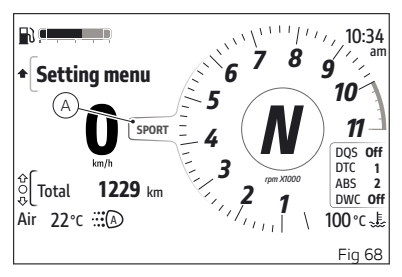 10:34
am
Setting menu
A
0
km/h
SPORT
1
2
3
4
5
6
7
8
9
10
11
N
rpm X1000
DQS Off
DTC 1
ABS 2
DWC Off
Total 1229 km
Air 22°C (A)
100°C
Fig 68